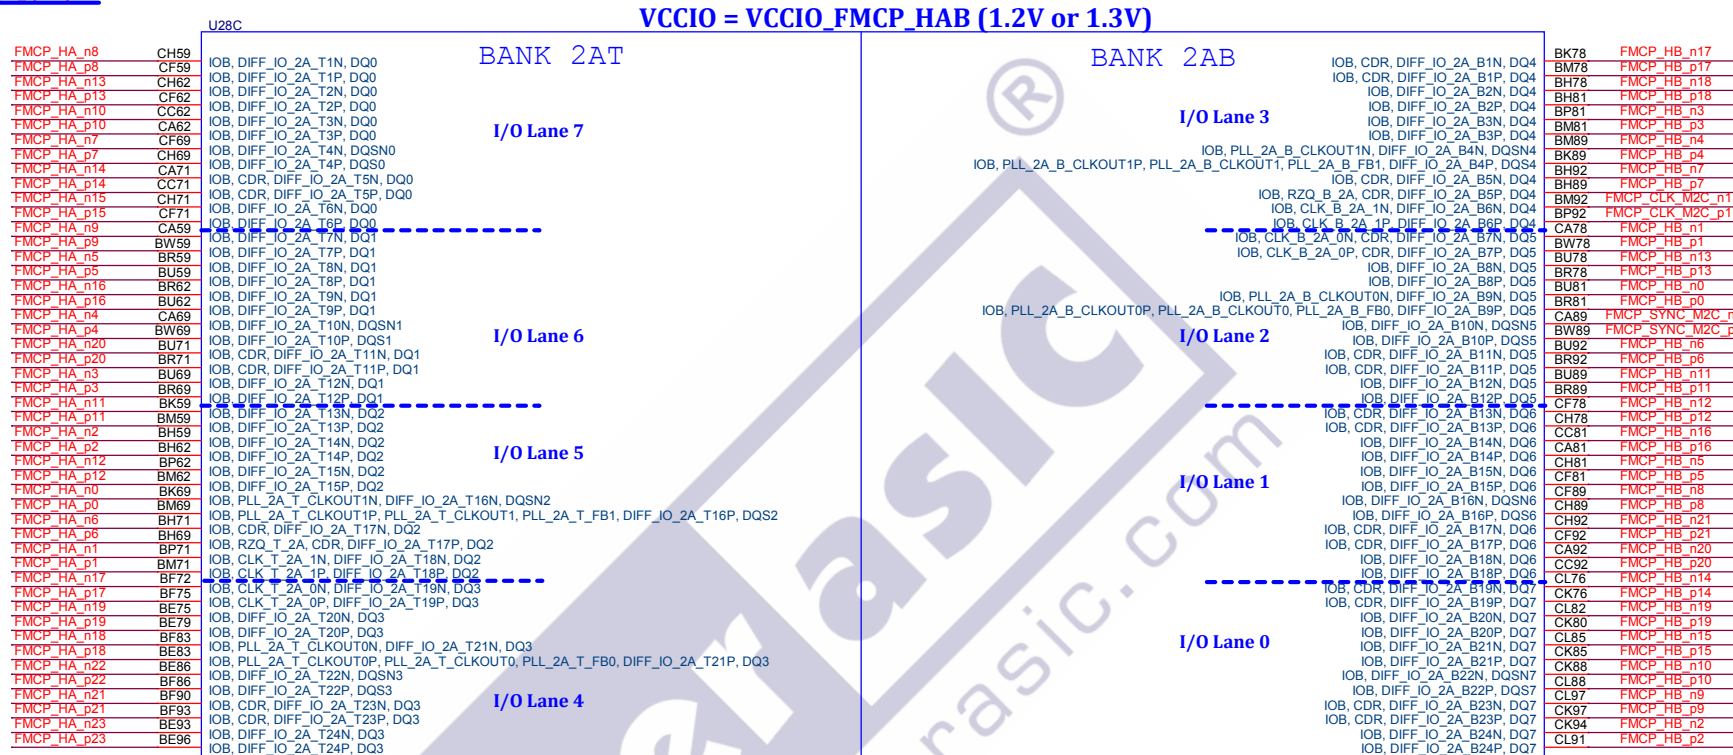 VCCIO = VCCIO_FMCP_HAB (1.2V or 1.3V)
U28C
BANK 2AT
BANK 2AB
FMCP_HA_n8 CH59 IOB, DIFF_IO_2A_T1N, DQ0
FMCP_HA_p8 CF59 IOB, DIFF_IO_2A_T1P, DQ0
FMCP_HA_n13 CH62 IOB, DIFF_IO_2A_T2N, DQ0
FMCP_HA_p13 CF62 IOB, DIFF_IO_2A_T2P, DQ0
FMCP_HA_n10 CC62 IOB, DIFF_IO_2A_T3N, DQ0
FMCP_HA_p10 CA62 IOB, DIFF_IO_2A_T3P, DQ0
FMCP_HA_n7 CF69 IOB, DIFF_IO_2A_T4N, DQSN0
FMCP_HA_p7 CH69 IOB, DIFF_IO_2A_T4P, DQS0
FMCP_HA_n14 CA71 IOB, CDR, DIFF_IO_2A_T5N, DQ0
FMCP_HA_p14 CC71 IOB, CDR, DIFF_IO_2A_T5P, DQ0
FMCP_HA_n15 CH71 IOB, DIFF_IO_2A_T6N, DQ0
FMCP_HA_p15 CF71 IOB, DIFF_IO_2A_T6P, DQ0
I/O Lane 7
FMCP_HA_n9 CA59 IOB, DIFF_IO_2A_T7N, DQ1
FMCP_HA_p9 BW59 IOB, DIFF_IO_2A_T7P, DQ1
FMCP_HA_n5 BR59 IOB, DIFF_IO_2A_T8N, DQ1
FMCP_HA_p5 BU59 IOB, DIFF_IO_2A_T8P, DQ1
FMCP_HA_n16 BR62 IOB, DIFF_IO_2A_T9N, DQ1
FMCP_HA_p16 BU62 IOB, DIFF_IO_2A_T9P, DQ1
FMCP_HA_n4 CA69 IOB, DIFF_IO_2A_T10N, DQSN1
FMCP_HA_p4 BW69 IOB, DIFF_IO_2A_T10P, DQS1
FMCP_HA_n20 BU71 IOB, CDR, DIFF_IO_2A_T11N, DQ1
FMCP_HA_p20 BR71 IOB, CDR, DIFF_IO_2A_T11P, DQ1
FMCP_HA_n3 BU69 IOB, DIFF_IO_2A_T12N, DQ1
FMCP_HA_p3 BR69 IOB, DIFF_IO_2A_T12P, DQ1
I/O Lane 6
FMCP_HA_n11 BK59 IOB, DIFF_IO_2A_T13N, DQ2
FMCP_HA_p11 BM59 IOB, DIFF_IO_2A_T13P, DQ2
FMCP_HA_n2 BH59 IOB, DIFF_IO_2A_T14N, DQ2
FMCP_HA_p2 BH62 IOB, DIFF_IO_2A_T14P, DQ2
FMCP_HA_n12 BP62 IOB, DIFF_IO_2A_T15N, DQ2
FMCP_HA_p12 BM62 IOB, DIFF_IO_2A_T15P, DQ2
FMCP_HA_n0 BK69 IOB, PLL_2A_T_CLKOUT1N, DIFF_IO_2A_T16N, DQSN2
FMCP_HA_p0 BM69 IOB, PLL_2A_T_CLKOUT1P, PLL_2A_T_CLKOUT1, PLL_2A_T_FB1, DIFF_IO_2A_T16P, DQS2
FMCP_HA_n6 BH71 IOB, CDR, DIFF_IO_2A_T17N, DQ2
FMCP_HA_p6 BH69 IOB, RZQ_T_2A, CDR, DIFF_IO_2A_T17P, DQ2
FMCP_HA_n1 BP71 IOB, CLK_T_2A_1N, DIFF_IO_2A_T18N, DQ2
FMCP_HA_p1 BM71 IOB, CLK_T_2A_1P, DIFF_IO_2A_T18P, DQ2
I/O Lane 5
FMCP_HA_n17 BF72 IOB, CLK_T_2A_0N, DIFF_IO_2A_T19N, DQ3
FMCP_HA_p17 BF75 IOB, CLK_T_2A_0P, DIFF_IO_2A_T19P, DQ3
FMCP_HA_n19 BE75 IOB, DIFF_IO_2A_T20N, DQ3
FMCP_HA_p19 BE79 IOB, DIFF_IO_2A_T20P, DQ3
FMCP_HA_n18 BF83 IOB, PLL_2A_T_CLKOUT0N, DIFF_IO_2A_T21N, DQ3
FMCP_HA_p18 BE83 IOB, PLL_2A_T_CLKOUT0P, PLL_2A_T_CLKOUT0, PLL_2A_T_FB0, DIFF_IO_2A_T21P, DQ3
FMCP_HA_n22 BE86 IOB, DIFF_IO_2A_T22N, DQSN3
FMCP_HA_p22 BF86 IOB, DIFF_IO_2A_T22P, DQS3
FMCP_HA_n21 BF90 IOB, CDR, DIFF_IO_2A_T23N, DQ3
FMCP_HA_p21 BF93 IOB, CDR, DIFF_IO_2A_T23P, DQ3
FMCP_HA_n23 BE93 IOB, DIFF_IO_2A_T24N, DQ3
FMCP_HA_p23 BE96 IOB, DIFF_IO_2A_T24P, DQ3
I/O Lane 4
IOB, CDR, DIFF_IO_2A_B1N, DQ4 BK78 FMCP_HB_n17
IOB, CDR, DIFF_IO_2A_B1P, DQ4 BM78 FMCP_HB_p17
IOB, DIFF_IO_2A_B2N, DQ4 BH78 FMCP_HB_n18
IOB, DIFF_IO_2A_B2P, DQ4 BH81 FMCP_HB_p18
IOB, DIFF_IO_2A_B3N, DQ4 BP81 FMCP_HB_n3
IOB, DIFF_IO_2A_B3P, DQ4 BM81 FMCP_HB_p3
IOB, PLL_2A_B_CLKOUT1N, DIFF_IO_2A_B4N, DQSN4 BM89 FMCP_HB_n4
IOB, PLL_2A_B_CLKOUT1P, PLL_2A_B_CLKOUT1, PLL_2A_B_FB1, DIFF_IO_2A_B4P, DQS4 BK89 FMCP_HB_p4
IOB, CDR, DIFF_IO_2A_B5N, DQ4 BH92 FMCP_HB_n7
IOB, RZQ_B_2A, CDR, DIFF_IO_2A_B5P, DQ4 BH89 FMCP_HB_p7
IOB, CLK_B_2A_1N, DIFF_IO_2A_B6N, DQ4 BM92 FMCP_CLK_M2C_n1
IOB, CLK_B_2A_1P, DIFF_IO_2A_B6P, DQ4 BP92 FMCP_CLK_M2C_p1
I/O Lane 3
IOB, CLK_B_2A_0N, CDR, DIFF_IO_2A_B7N, DQ5 CA78 FMCP_HB_n1
IOB, CLK_B_2A_0P, CDR, DIFF_IO_2A_B7P, DQ5 BW78 FMCP_HB_p1
IOB, DIFF_IO_2A_B8N, DQ5 BU78 FMCP_HB_n13
IOB, DIFF_IO_2A_B8P, DQ5 BR78 FMCP_HB_p13
IOB, PLL_2A_B_CLKOUT0N, DIFF_IO_2A_B9N, DQ5 BU81 FMCP_HB_n0
IOB, PLL_2A_B_CLKOUT0P, PLL_2A_B_CLKOUT0, PLL_2A_B_FB0, DIFF_IO_2A_B9P, DQ5 BR81 FMCP_HB_p0
IOB, DIFF_IO_2A_B10N, DQSN5 CA89 FMCP_SYNC_M2C_n
IOB, DIFF_IO_2A_B10P, DQS5 BW89 FMCP_SYNC_M2C_p
IOB, CDR, DIFF_IO_2A_B11N, DQ5 BU92 FMCP_HB_n6
IOB, CDR, DIFF_IO_2A_B11P, DQ5 BR92 FMCP_HB_p6
IOB, DIFF_IO_2A_B12N, DQ5 BU89 FMCP_HB_n11
IOB, DIFF_IO_2A_B12P, DQ5 BR89 FMCP_HB_p11
I/O Lane 2
IOB, CDR, DIFF_IO_2A_B13N, DQ6 CF78 FMCP_HB_n12
IOB, CDR, DIFF_IO_2A_B13P, DQ6 CH78 FMCP_HB_p12
IOB, DIFF_IO_2A_B14N, DQ6 CC81 FMCP_HB_n16
IOB, DIFF_IO_2A_B14P, DQ6 CA81 FMCP_HB_p16
IOB, DIFF_IO_2A_B15N, DQ6 CH81 FMCP_HB_n5
IOB, DIFF_IO_2A_B15P, DQ6 CF81 FMCP_HB_p5
IOB, DIFF_IO_2A_B16N, DQSN6 CF89 FMCP_HB_n8
IOB, DIFF_IO_2A_B16P, DQS6 CH89 FMCP_HB_p8
IOB, CDR, DIFF_IO_2A_B17N, DQ6 CH92 FMCP_HB_n21
IOB, CDR, DIFF_IO_2A_B17P, DQ6 CF92 FMCP_HB_p21
IOB, DIFF_IO_2A_B18N, DQ6 CA92 FMCP_HB_n20
IOB, DIFF_IO_2A_B18P, DQ6 CC92 FMCP_HB_p20
I/O Lane 1
IOB, CDR, DIFF_IO_2A_B19N, DQ7 CL76 FMCP_HB_n14
IOB, CDR, DIFF_IO_2A_B19P, DQ7 CK76 FMCP_HB_p14
IOB, DIFF_IO_2A_B20N, DQ7 CL82 FMCP_HB_n19
IOB, DIFF_IO_2A_B20P, DQ7 CK80 FMCP_HB_p19
IOB, DIFF_IO_2A_B21N, DQ7 CL85 FMCP_HB_n15
IOB, DIFF_IO_2A_B21P, DQ7 CK85 FMCP_HB_p15
IOB, DIFF_IO_2A_B22N, DQSN7 CK88 FMCP_HB_n10
IOB, DIFF_IO_2A_B22P, DQS7 CL88 FMCP_HB_p10
IOB, CDR, DIFF_IO_2A_B23N, DQ7 CL97 FMCP_HB_n9
IOB, CDR, DIFF_IO_2A_B23P, DQ7 CK97 FMCP_HB_p9
IOB, DIFF_IO_2A_B24N, DQ7 CK94 FMCP_HB_n2
IOB, DIFF_IO_2A_B24P, DQ7 CL91 FMCP_HB_p2
I/O Lane 0
er asic ®
rasic.com